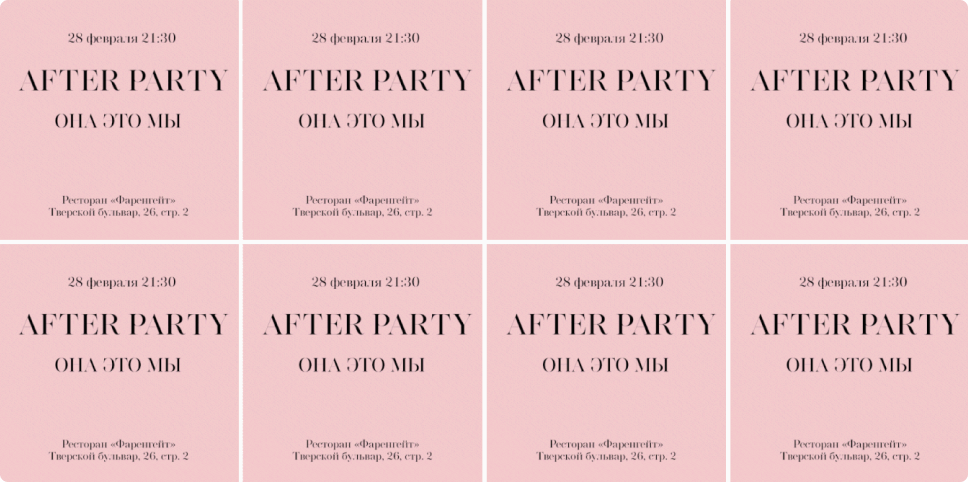 28 февраля 21:30
AFTER PARTY
ОНА ЭТО МЫ
Ресторан «Фаренгейт»
Тверской бульвар, 26, стр. 2
28 февраля 21:30
AFTER PARTY
ОНА ЭТО МЫ
Ресторан «Фаренгейт»
Тверской бульвар, 26, стр. 2
28 февраля 21:30
AFTER PARTY
ОНА ЭТО МЫ
Ресторан «Фаренгейт»
Тверской бульвар, 26, стр. 2
28 февраля 21:30
AFTER PARTY
ОНА ЭТО МЫ
Ресторан «Фаренгейт»
Тверской бульвар, 26, стр. 2
28 февраля 21:30
AFTER PARTY
ОНА ЭТО МЫ
Ресторан «Фаренгейт»
Тверской бульвар, 26, стр. 2
28 февраля 21:30
AFTER PARTY
ОНА ЭТО МЫ
Ресторан «Фаренгейт»
Тверской бульвар, 26, стр. 2
28 февраля 21:30
AFTER PARTY
ОНА ЭТО МЫ
Ресторан «Фаренгейт»
Тверской бульвар, 26, стр. 2
28 февраля 21:30
AFTER PARTY
ОНА ЭТО МЫ
Ресторан «Фаренгейт»
Тверской бульвар, 26, стр. 2